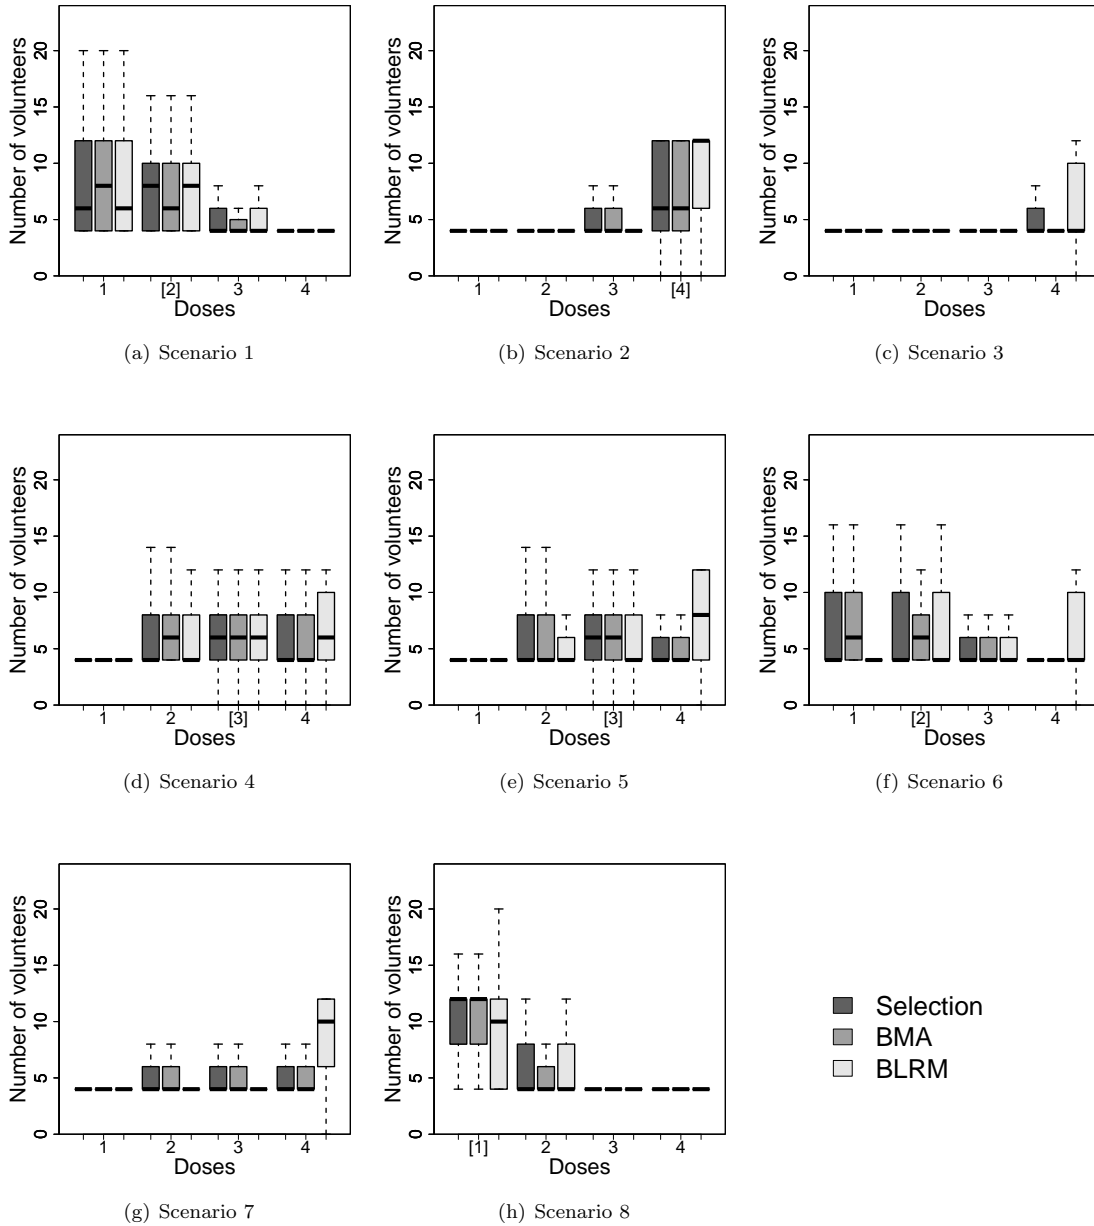 Number of volunteers
0 5 10 15 20
1 [2] 3 4
Doses
(a) Scenario 1
Number of volunteers
0 5 10 15 20
1 2 3 [4]
Doses
(b) Scenario 2
Number of volunteers
0 5 10 15 20
1 2 3 4
Doses
(c) Scenario 3
Number of volunteers
0 5 10 15 20
1 2 [3] 4
Doses
(d) Scenario 4
Number of volunteers
0 5 10 15 20
1 2 [3] 4
Doses
(e) Scenario 5
Number of volunteers
0 5 10 15 20
1 [2] 3 4
Doses
(f) Scenario 6
Number of volunteers
0 5 10 15 20
1 2 3 4
Doses
(g) Scenario 7
Number of volunteers
0 5 10 15 20
[1] 2 3 4
Doses
(h) Scenario 8
Selection
BMA
BLRM